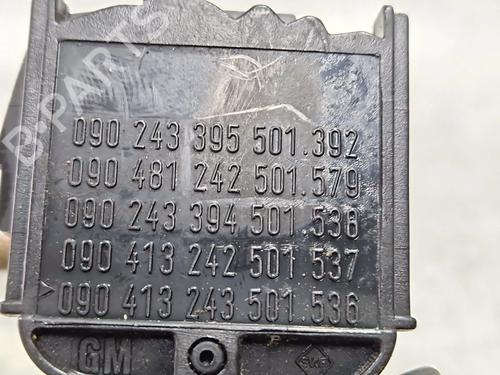 B-PARTS
090 243 395 501.392
090 481 242 501.579
090 243 394 501.538
090 413 242 501.537
090 413 243 501.536
GM
SWF